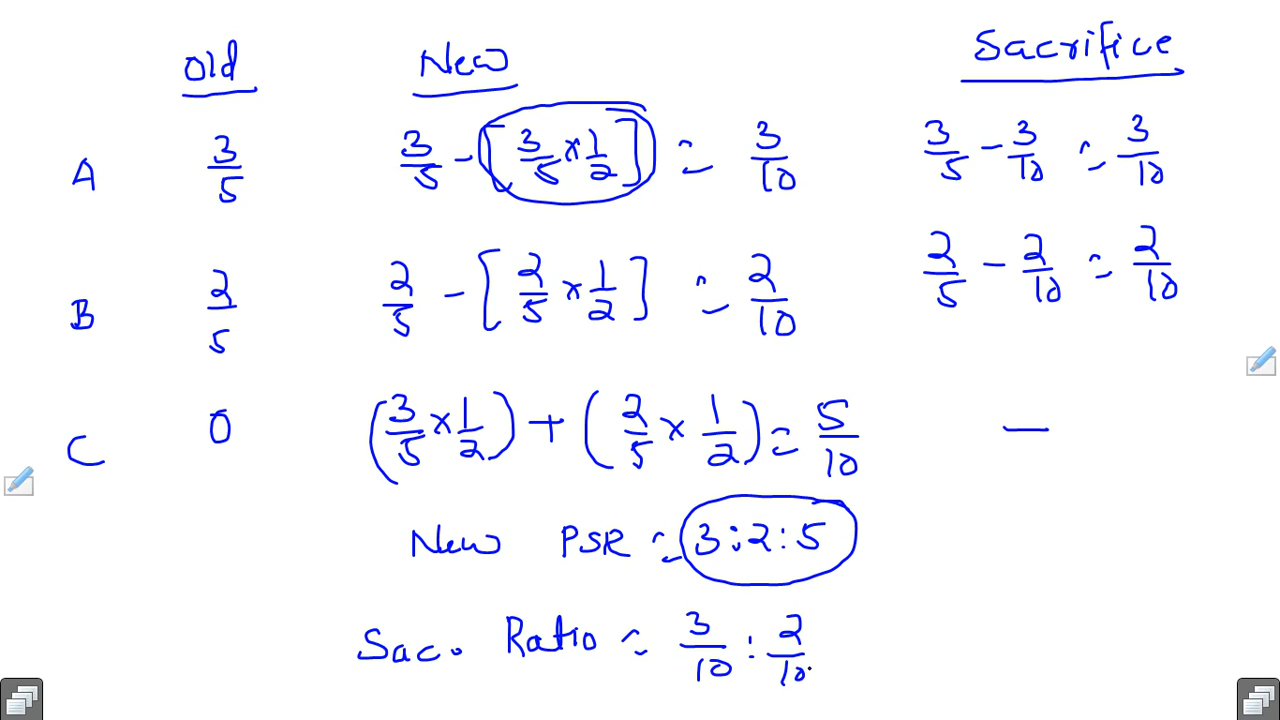 Old New Sacrifice
A 3/5 3/5 - [3/5 × 1/2] = 3/10 3/5 - 3/10 = 3/10
B 2/5 2/5 - [2/5 × 1/2] = 2/10 2/5 - 2/10 = 2/10
C 0 (3/5 × 1/2) + (2/5 × 1/2) = 5/10 —
New PSR = 3:2:5
Sac. Ratio = 3/10 : 2/10